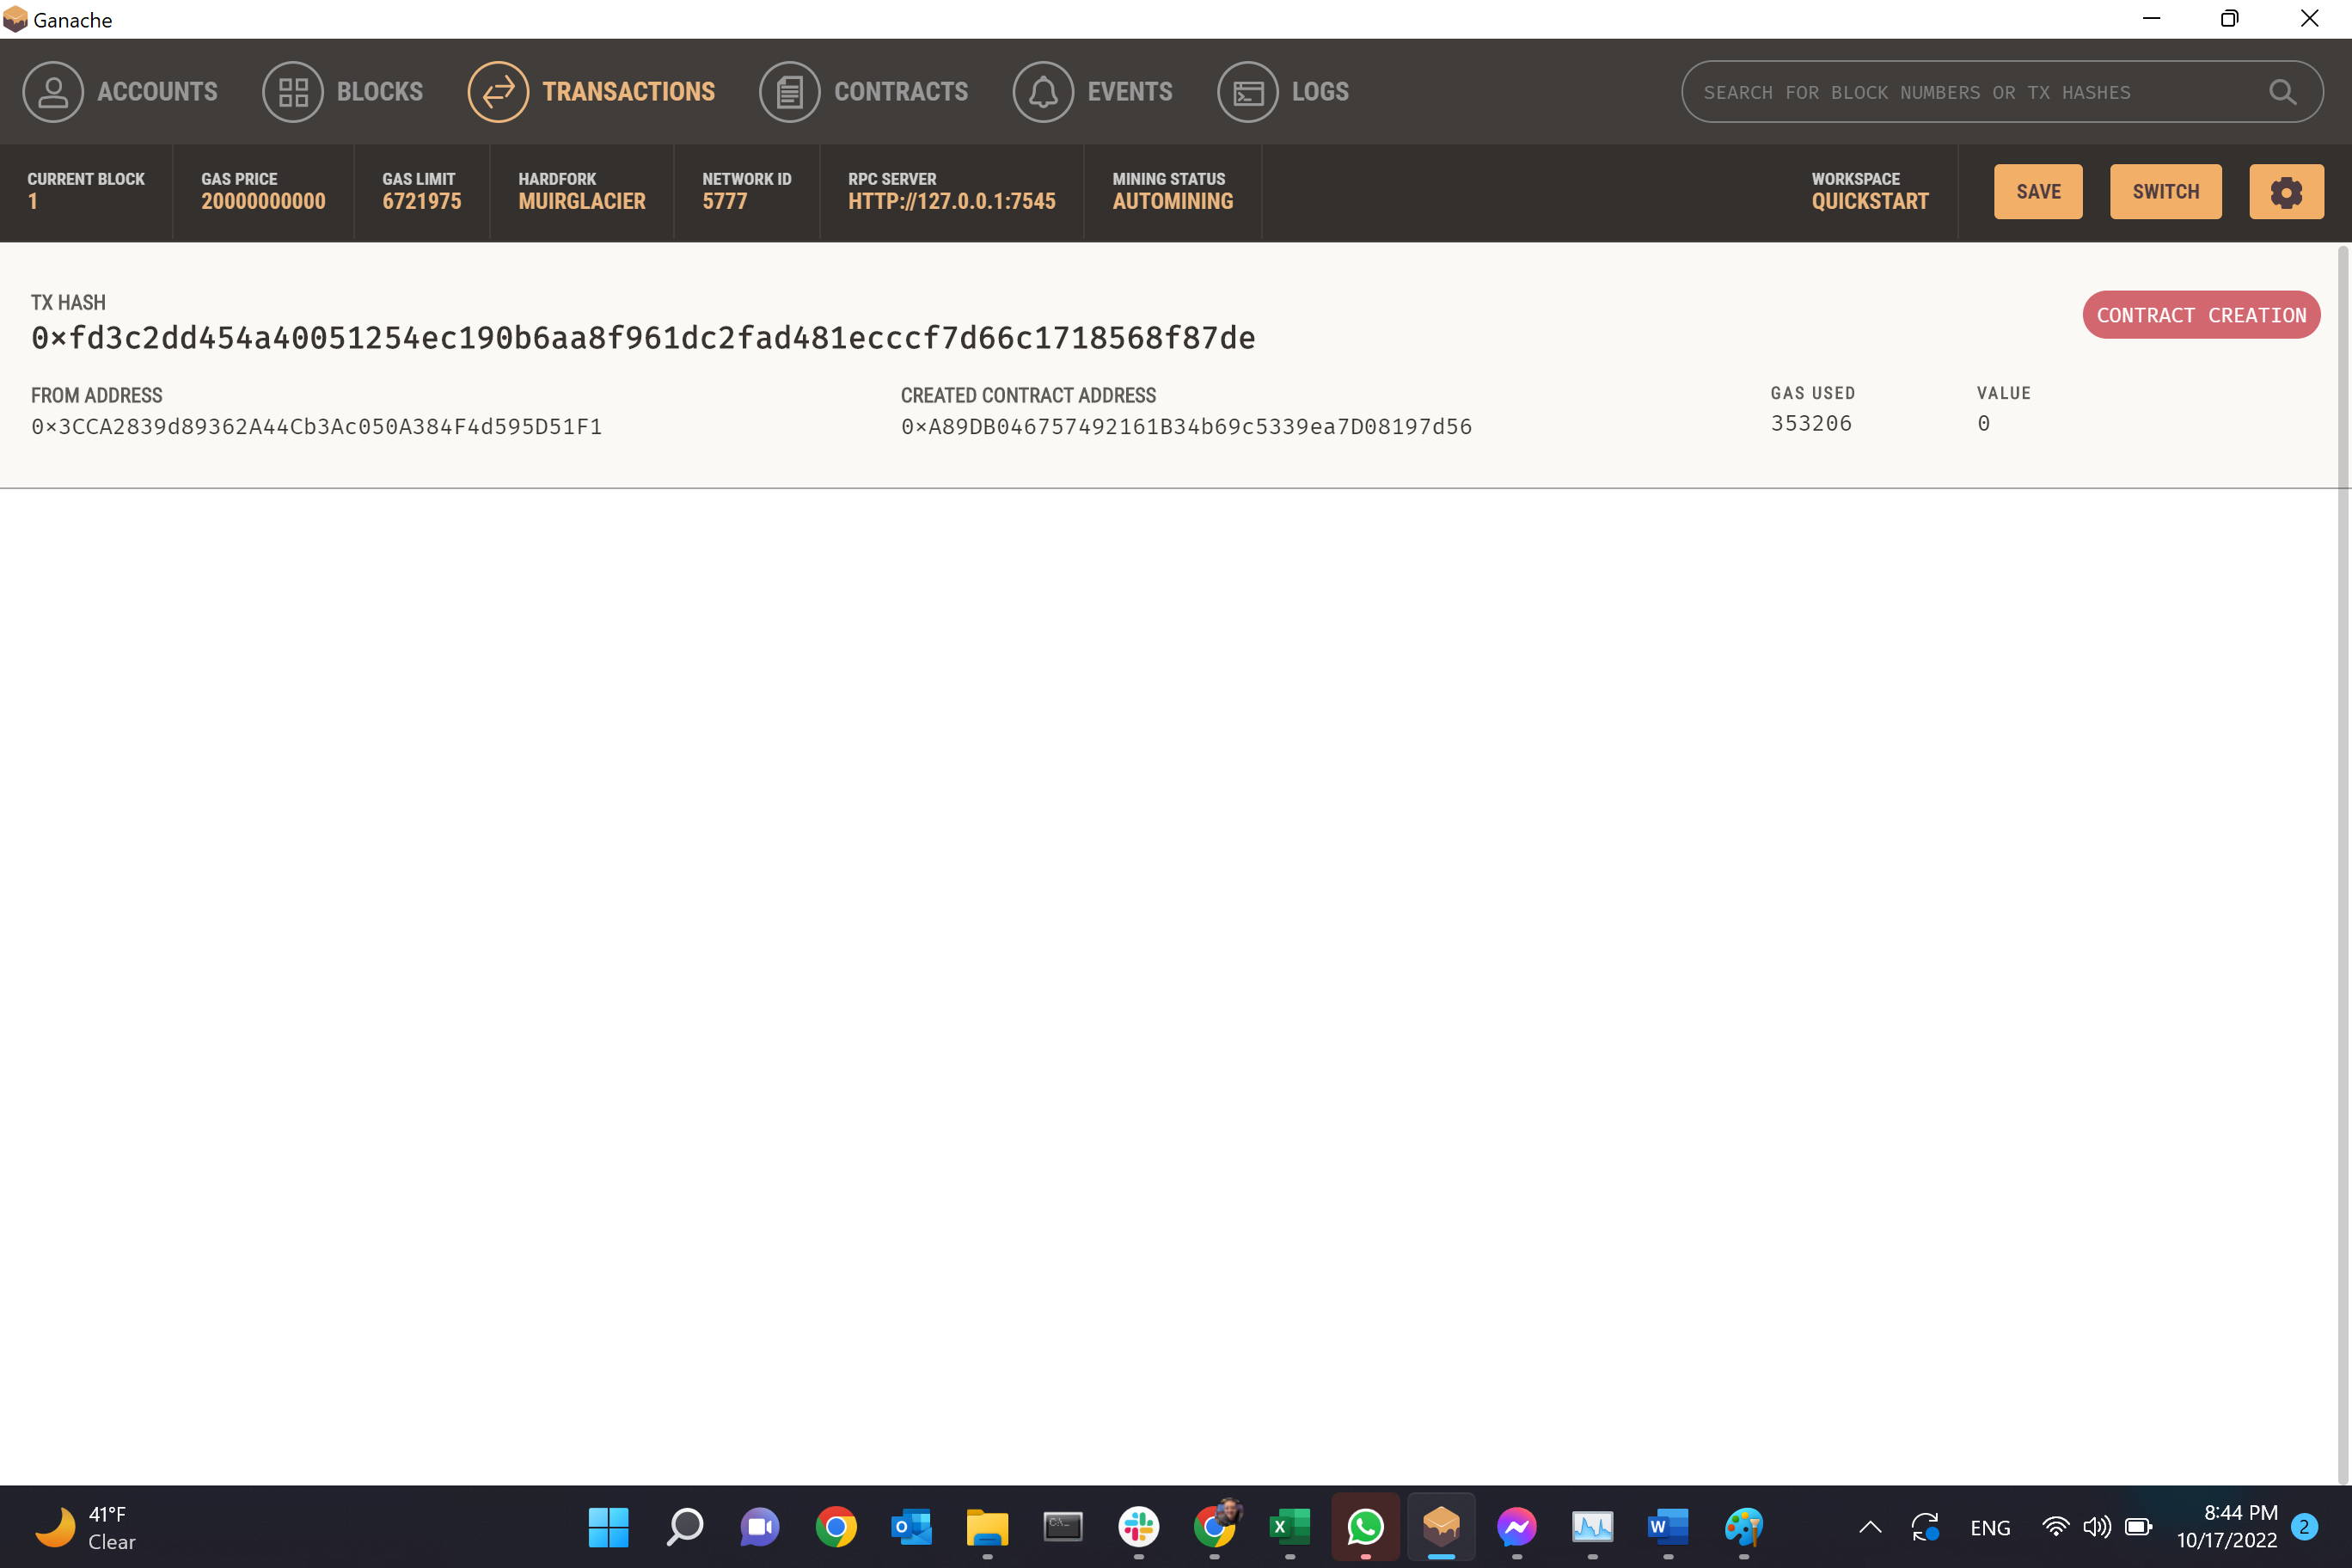 Ganache
ACCOUNTS BLOCKS TRANSACTIONS CONTRACTS EVENTS LOGS SEARCH FOR BLOCK NUMBERS OR TX HASHES
CURRENT BLOCK GAS PRICE GAS LIMIT HARDFORK NETWORK ID RPC SERVER MINING STATUS WORKSPACE
1 20000000000 6721975 MUIRGLACIER 5777 HTTP://127.0.0.1:7545 AUTOMINING QUICKSTART SAVE SWITCH
TX HASH
0×fd3c2dd454a40051254ec190b6aa8f961dc2fad481ecccf7d66c1718568f87de CONTRACT CREATION
FROM ADDRESS CREATED CONTRACT ADDRESS GAS USED VALUE
0×3CCA2839d89362A44Cb3Ac050A384F4d595D51F1 0×A89DB046757492161B34b69c5339ea7D08197d56 353206 0
41°F
Clear
ENG
8:44 PM
10/17/2022
2